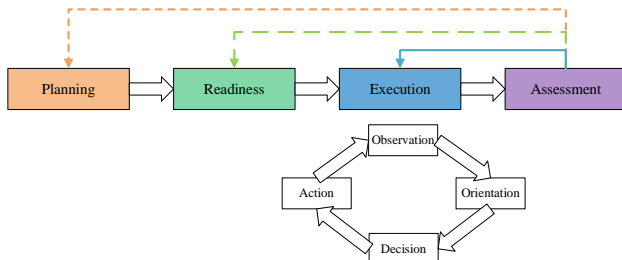 Planning
Readiness
Execution
Assessment
Observation
Action
Orientation
Decision